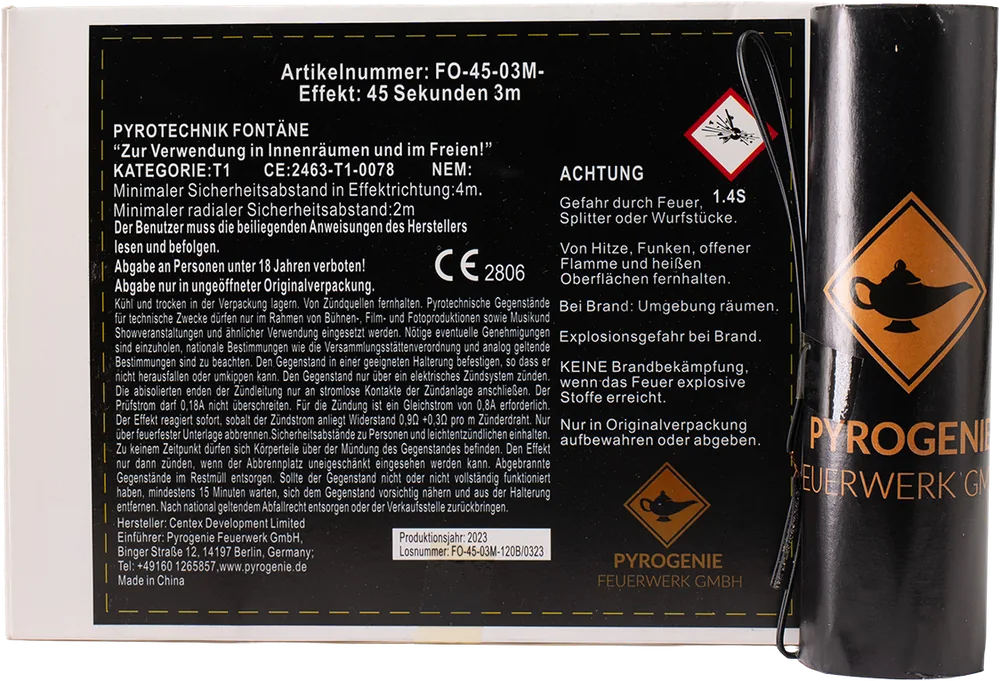 Artikelnummer: FO-45-03M-
Effekt: 45 Sekunden 3m
PYROTECHNIK FONTÄNE
“Zur Verwendung in Innenräumen und im Freien!”
KATEGORIE:T1 CE:2463-T1-0078 NEM:
Minimaler Sicherheitsabstand in Effektrichtung:4m.
Minimaler radialer Sicherheitsabstand:2m
Der Benutzer muss die beiliegenden Anweisungen des Herstellers
lesen und befolgen.
Abgabe an Personen unter 18 Jahren verboten!
Abgabe nur in ungeöffneter Originalverpackung.
CE 2806
Kühl und trocken in der Verpackung lagern. Von Zündquellen fernhalten. Pyrotechnische Gegenstände
für technische Zwecke dürfen nur im Rahmen von Bühnen-, Film- und Fotoproduktionen sowie Musikund
Showveranstaltungen und ähnlicher Verwendung eingesetzt werden. Nötige eventuelle Genehmigungen
sind einzuholen, nationale Bestimmungen wie die Versammlungsstättenverordnung und analog geltende
Bestimmungen sind zu beachten. Den Gegenstand in einer geeigneten Halterung befestigen, so dass er
nicht herausfallen oder umkippen kann. Den Gegenstand nur über ein elektrisches Zündsystem zünden.
Die abisolierten enden der Zündleitung nur an stromlose Kontakte der Zündanlage anschließen. Der
Prüfstrom darf 0,18A nicht überschreiten. Für die Zündung ist ein Gleichstrom von 0,8A erforderlich.
Der Effekt reagiert sofort, sobalt der Zündstrom anliegt Widerstand 0,9Ω +0,3Ω pro m Zünderdraht. Nur
über feuerfester Unterlage abbrennen.Sicherheitsabstände zu Personen und leichtentzündlichen einhalten.
Zu keinem Zeitpunkt dürfen sich Körperteile über der Mündung des Gegenstandes befinden. Den Effekt
nur dann zünden, wenn der Abbrennplatz uneigeschänkt eingesehen werden kann. Abgebrannte
Gegenstände im Restmüll entsorgen. Sollte der Gegenstand nicht oder nicht vollständig funktioniert
haben, mindestens 15 Minuten warten, sich dem Gegenstand vorsichtig nähern und aus der Halterung
entfernen. Nach national geltendem Abfallrecht entsorgen oder der Verkaufsstelle zurückbringen.
Hersteller: Centex Development Limited
Einführer: Pyrogenie Feuerwerk GmbH,
Binger Straße 12, 14197 Berlin, Germany;
Tel: +49160 1265857,www.pyrogenie.de
Made in China
Produktionsjahr: 2023
Losnummer: FO-45-03M-120B/0323
ACHTUNG
1.4S
Gefahr durch Feuer,
Splitter oder Wurfstücke.
Von Hitze, Funken, offener
Flamme und heißen
Oberflächen fernhalten.
Bei Brand: Umgebung räumen.
Explosionsgefahr bei Brand.
KEINE Brandbekämpfung,
wenn das Feuer explosive
Stoffe erreicht.
Nur in Originalverpackung
aufbewahren oder abgeben.
PYROGENIE
FEUERWERK GMBH
PYROGENIE
EUERWERK GM